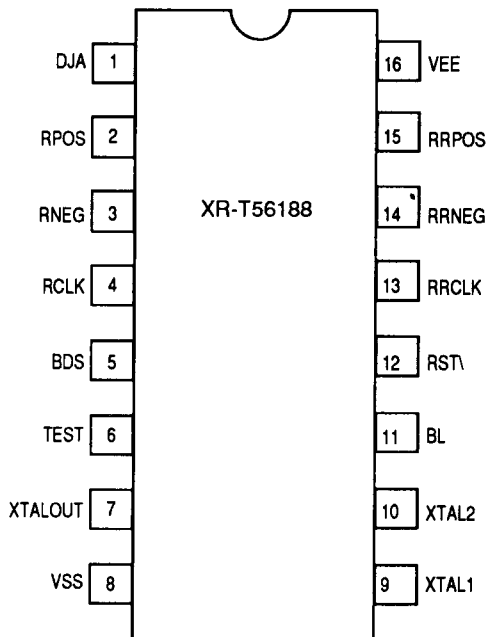 DJA 1 16 VEE
RPOS 2 15 RRPOS
RNEG 3 XR-T56188 14 RRNEG
RCLK 4 13 RRCLK
BDS 5 12 RST\
TEST 6 11 BL
XTALOUT 7 10 XTAL2
VSS 8 9 XTAL1